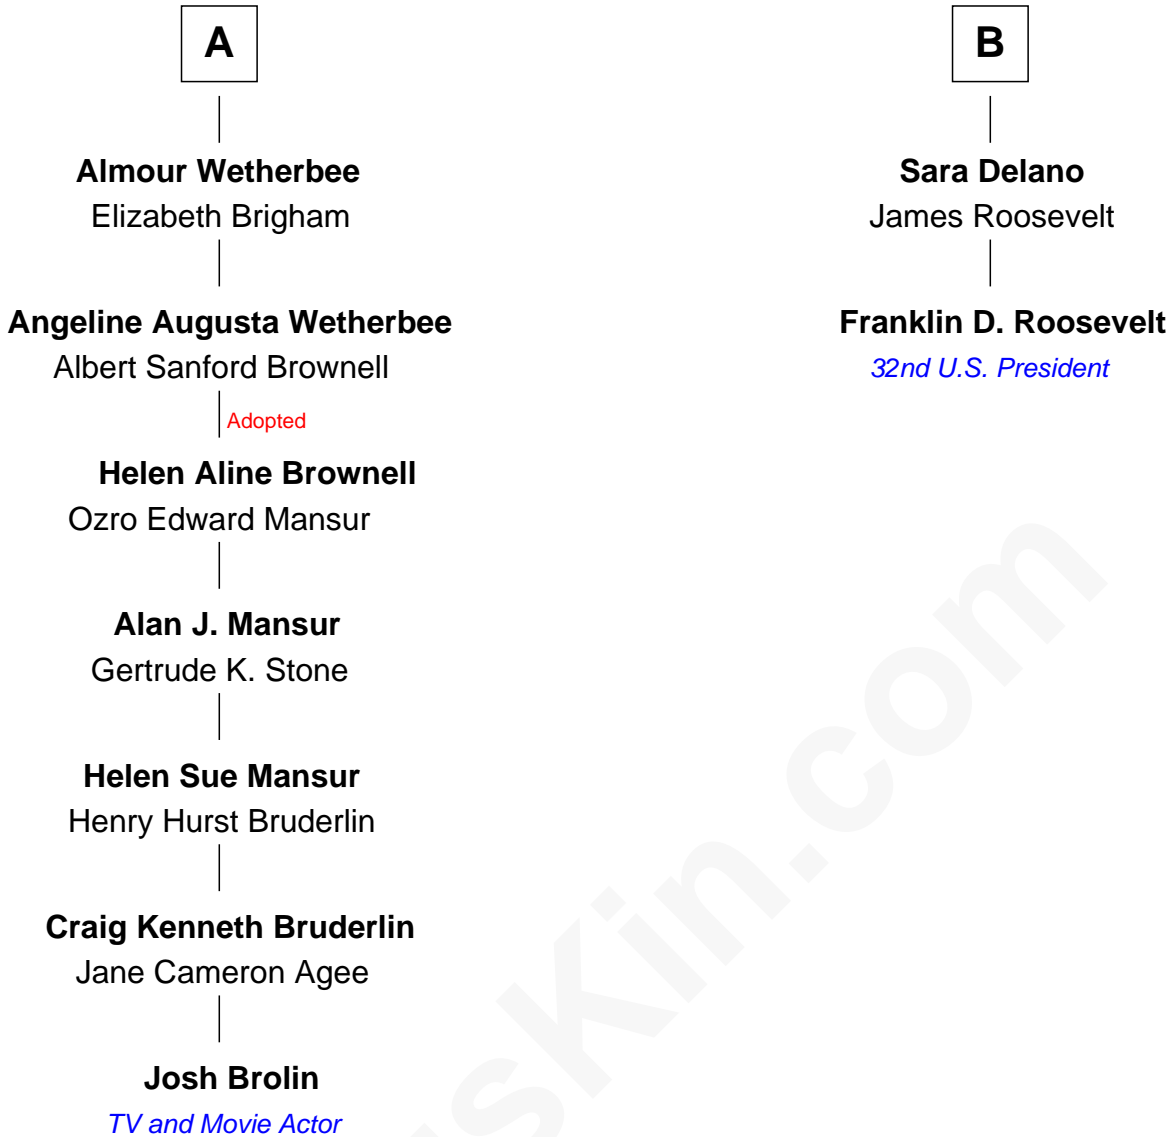 A
Almour Wetherbee
Elizabeth Brigham
Angeline Augusta Wetherbee
Albert Sanford Brownell
Adopted
Helen Aline Brownell
Ozro Edward Mansur
Alan J. Mansur
Gertrude K. Stone
Helen Sue Mansur
Henry Hurst Bruderlin
Craig Kenneth Bruderlin
Jane Cameron Agee
Josh Brolin
TV and Movie Actor
B
Sara Delano
James Roosevelt
Franklin D. Roosevelt
32nd U.S. President
sKin.com